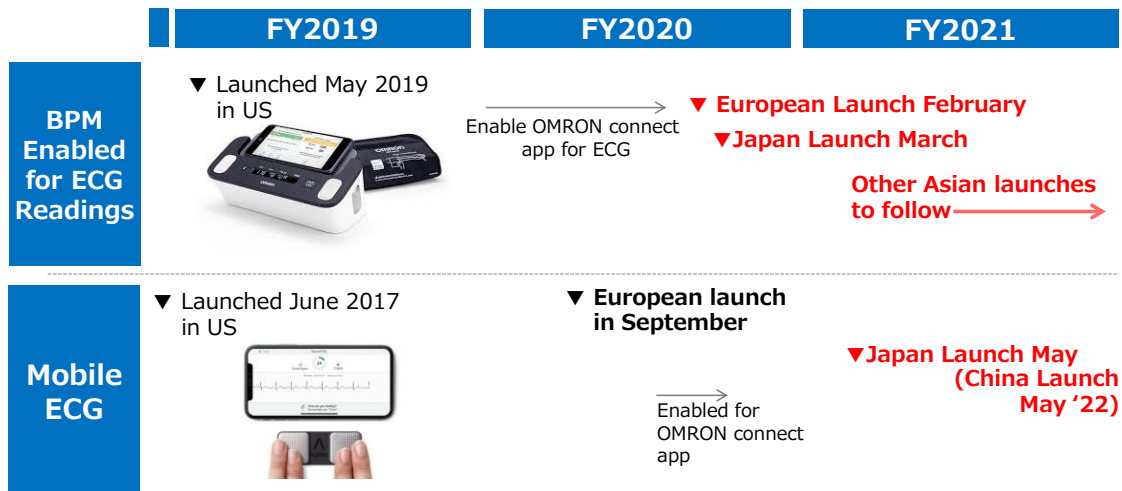 FY2019
FY2020
FY2021
BPM
Enabled
for ECG
Readings
▼ Launched May 2019
in US
OMRON
Enable OMRON connect
app for ECG
▼ European Launch February
▼Japan Launch March
Other Asian launches
to follow
Mobile
ECG
▼ Launched June 2017
in US
▼ European launch
in September
Enabled for
OMRON connect
app
▼Japan Launch May
(China Launch
May ‘22)